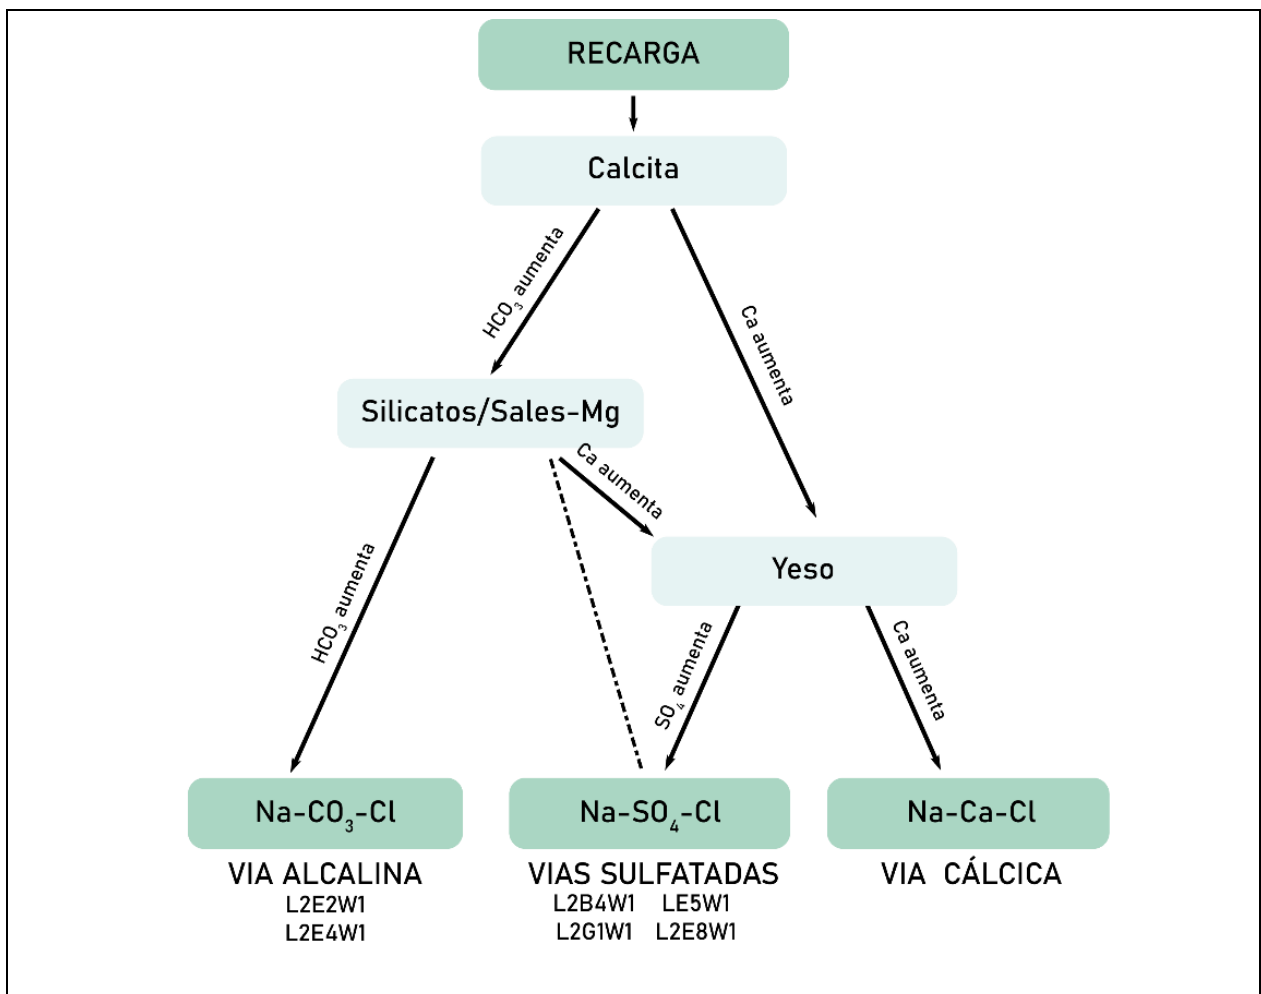 RECARGA
Calcita
HCO₃ aumenta
Ca aumenta
Silicatos/Sales-Mg
Ca aumenta
Yeso
HCO₃ aumenta
SO₄ aumenta
Ca aumenta
Na-CO₃-Cl
Na-SO₄-Cl
Na-Ca-Cl
VIA ALCALINA
VIAS SULFATADAS
VIA CÁLCICA
L2E2W1
L2B4W1 LE5W1
L2E4W1
L2G1W1 L2E8W1